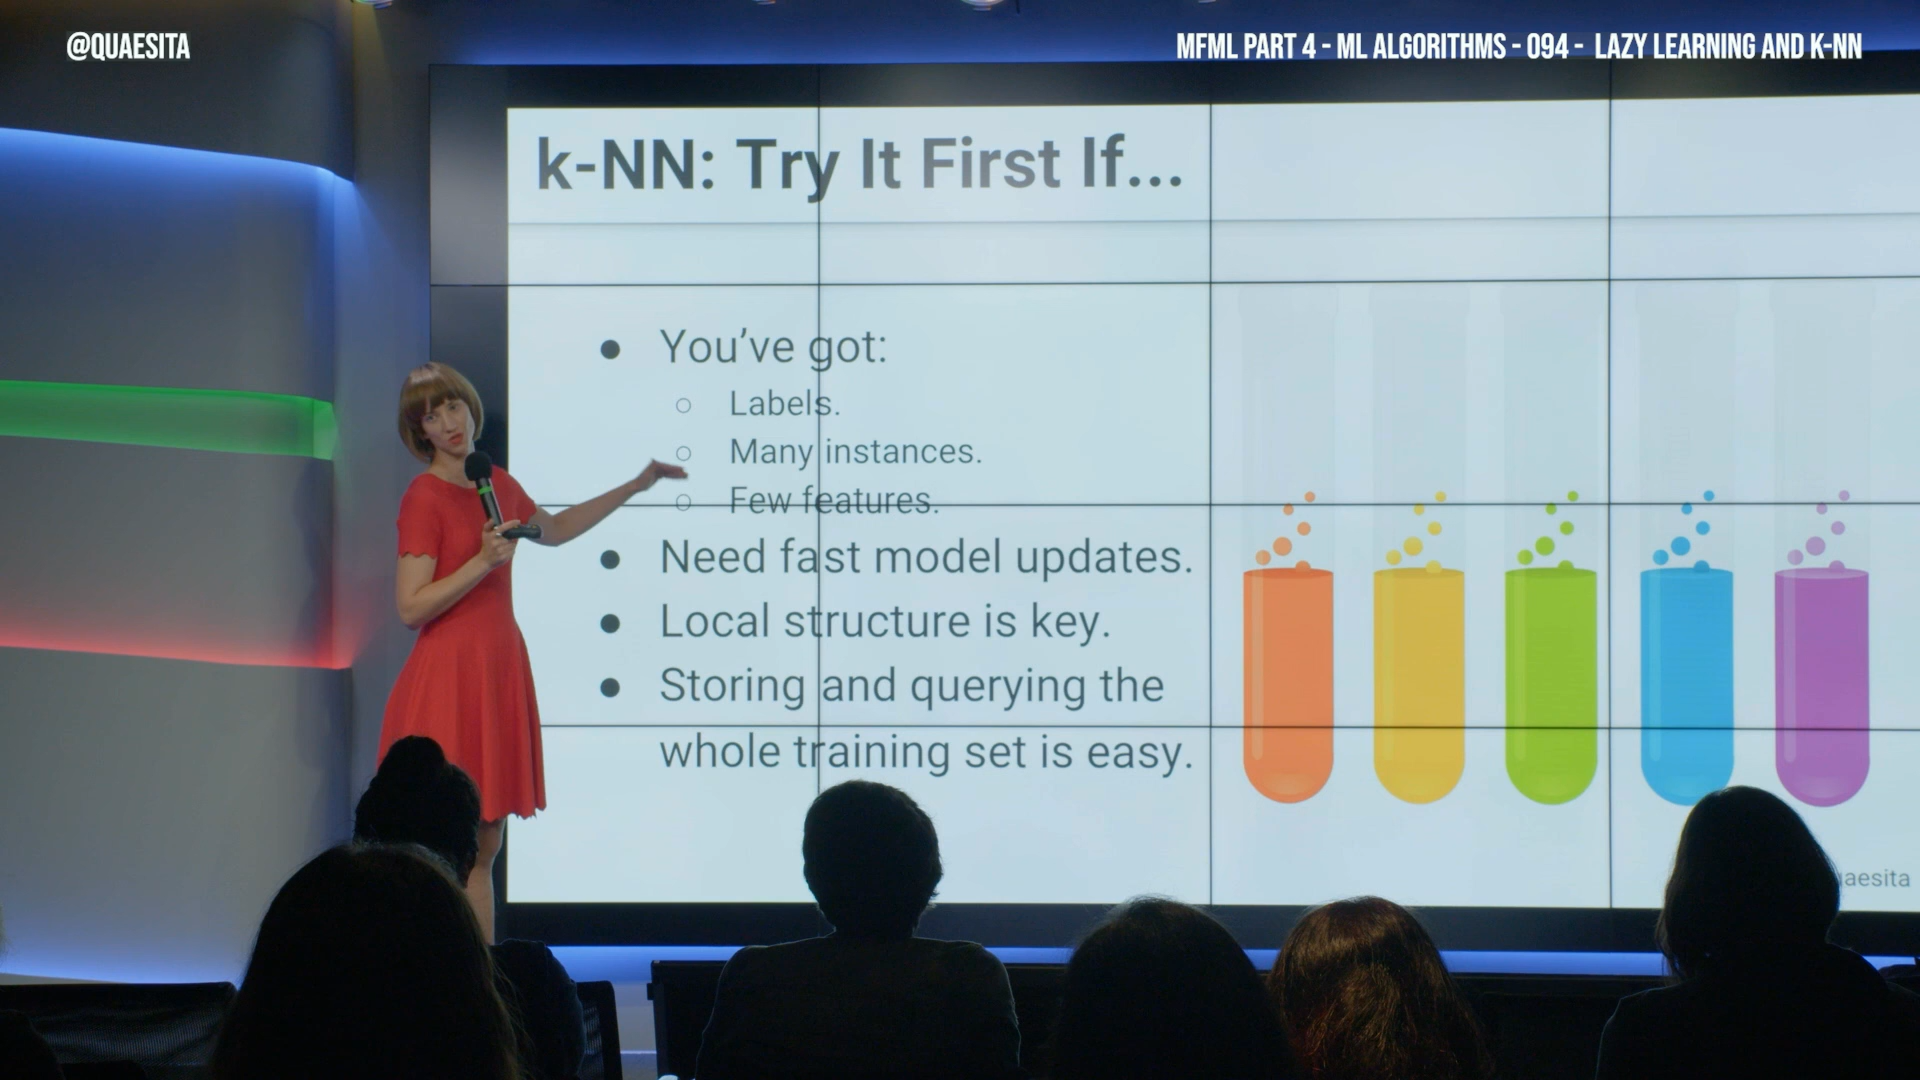 @QUAESITA
MFML PART 4 - ML ALGORITHMS - 094 - LAZY LEARNING AND K-NN
k-NN: Try It First If...
● You've got:
○ Labels.
○ Many instances.
○ Few features.
● Need fast model updates.
● Local structure is key.
● Storing and querying the
whole training set is easy.